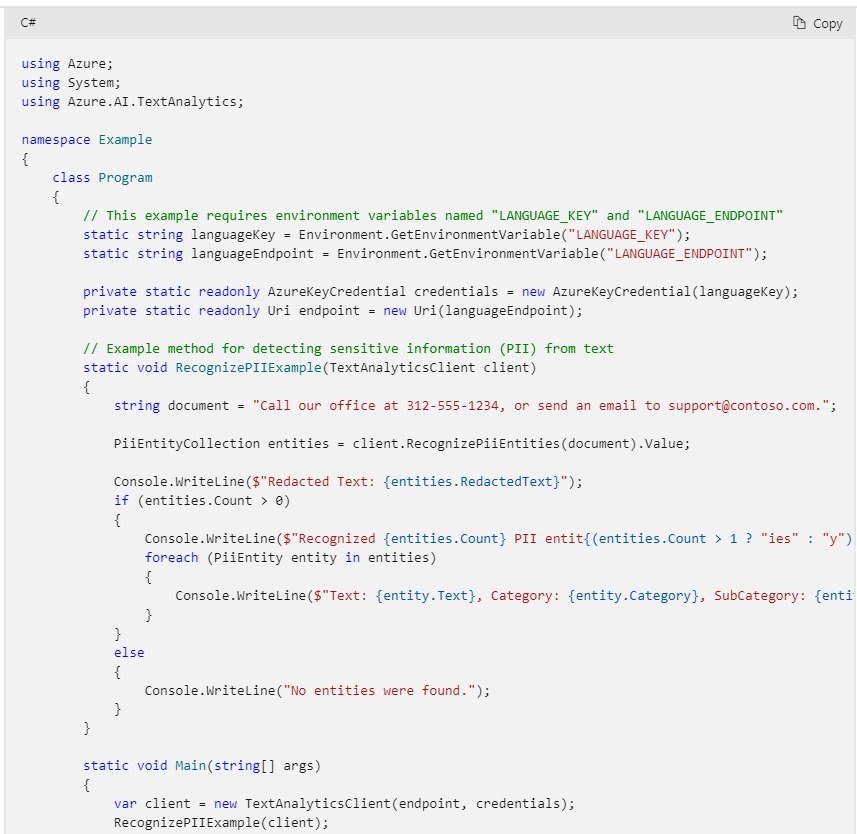 C#
Copy
using Azure;
using System;
using Azure.AI.TextAnalytics;
namespace Example
{
    class Program
    {
        // This example requires environment variables named "LANGUAGE_KEY" and "LANGUAGE_ENDPOINT"
        static string languageKey = Environment.GetEnvironmentVariable("LANGUAGE_KEY");
        static string languageEndpoint = Environment.GetEnvironmentVariable("LANGUAGE_ENDPOINT");
        private static readonly AzureKeyCredential credentials = new AzureKeyCredential(languageKey);
        private static readonly Uri endpoint = new Uri(languageEndpoint);
        // Example method for detecting sensitive information (PII) from text
        static void RecognizePIIExample(TextAnalyticsClient client)
        {
            string document = "Call our office at 312-555-1234, or send an email to support@contoso.com.";
            PiiEntityCollection entities = client.RecognizePiiEntities(document).Value;
            Console.WriteLine($"Redacted Text: {entities.RedactedText}");
            if (entities.Count > 0)
            {
                Console.WriteLine($"Recognized {entities.Count} PII entit{(entities.Count > 1 ? "ies" : "y")
                foreach (PiiEntity entity in entities)
                {
                    Console.WriteLine($"Text: {entity.Text}, Category: {entity.Category}, SubCategory: {enti
                }
            }
            else
            {
                Console.WriteLine("No entities were found.");
            }
        }
        static void Main(string[] args)
        {
            var client = new TextAnalyticsClient(endpoint, credentials);
            RecognizePIIExample(client);